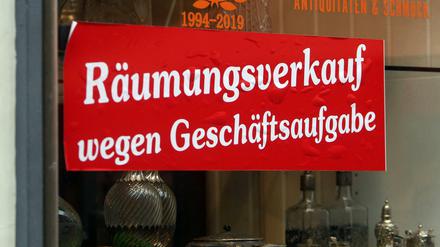 ANTIQUITÄTEN & SCHMUCK
1994-2019
Räumungsverkauf
wegen Geschäftsaufgabe